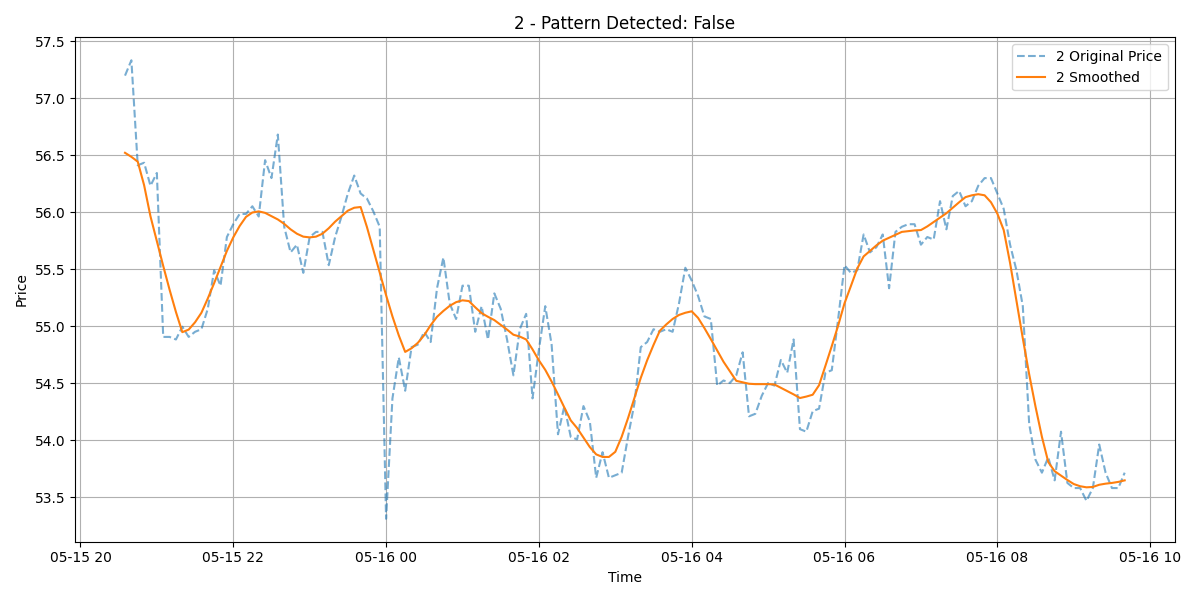 2 - Pattern Detected: False
2 Original Price
2 Smoothed
Price
57.5
57.0
56.5
56.0
55.5
55.0
54.5
54.0
53.5
05-15 20 05-15 22 05-16 00 05-16 02 05-16 04 05-16 06 05-16 08 05-16 10
Time